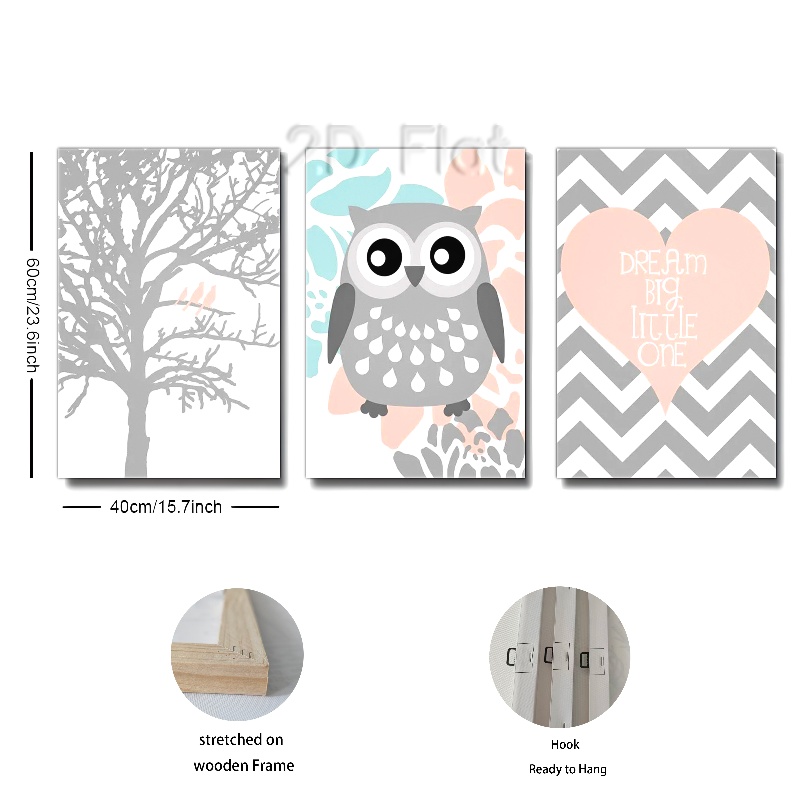 2D Flat
60cm/23.6inch
DREAM
BIG
LITTLE
ONE
40cm/15.7inch
stretched on
wooden Frame
Hook
Ready to Hang